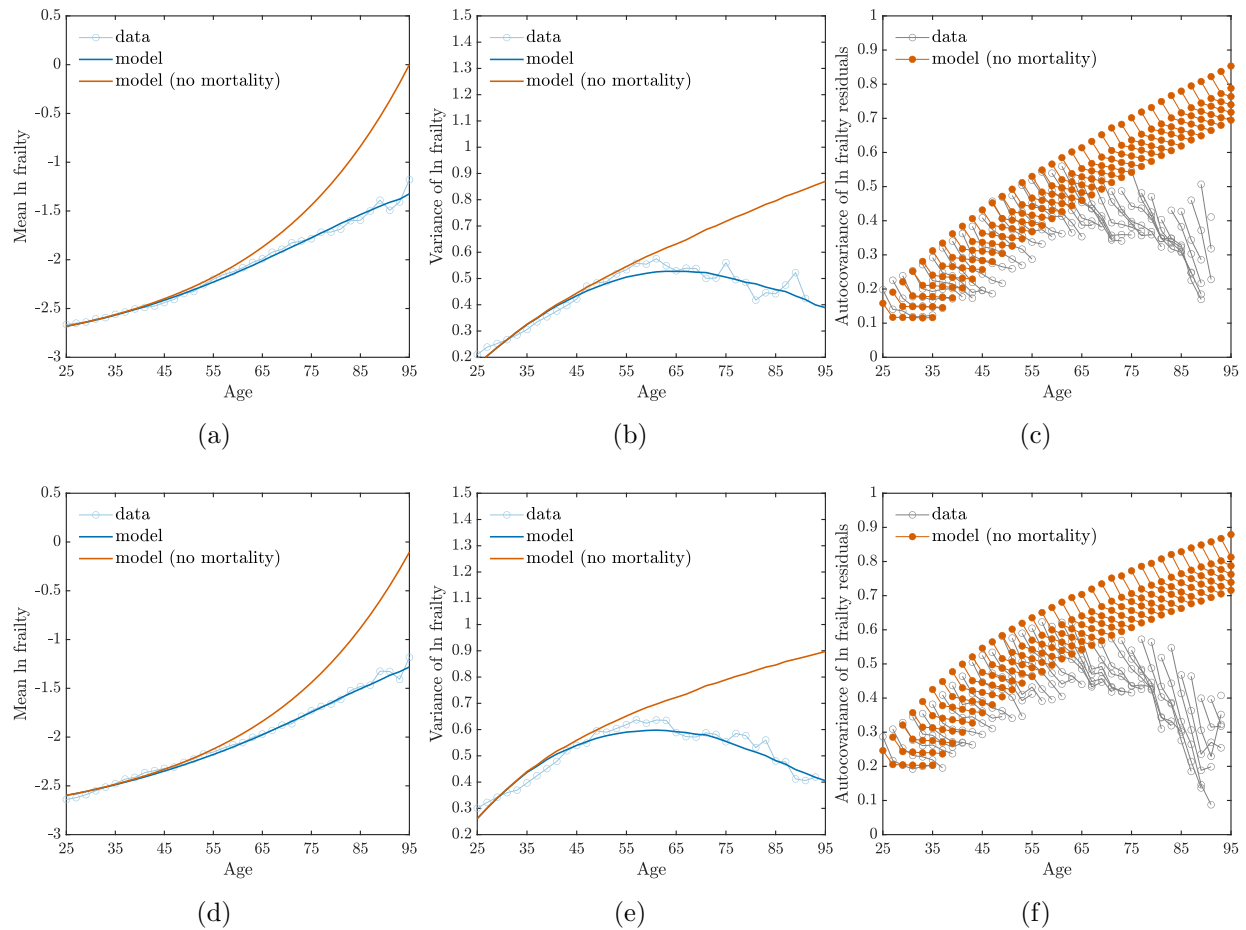 0.5
0
-0.5
-1
-1.5
-2
-2.5
-3
Mean ln frailty
data
model
model (no mortality)
25 35 45 55 65 75 85 95
Age
(a)
1.5
1.4
1.3
1.2
1.1
1
0.9
0.8
0.7
0.6
0.5
0.4
0.3
0.2
Variance of ln frailty
data
model
model (no mortality)
25 35 45 55 65 75 85 95
Age
(b)
1
0.9
0.8
0.7
0.6
0.5
0.4
0.3
0.2
0.1
0
Autocovariance of ln frailty residuals
data
model (no mortality)
25 35 45 55 65 75 85 95
Age
(c)
0.5
0
-0.5
-1
-1.5
-2
-2.5
-3
Mean ln frailty
data
model
model (no mortality)
25 35 45 55 65 75 85 95
Age
(d)
1.5
1.4
1.3
1.2
1.1
1
0.9
0.8
0.7
0.6
0.5
0.4
0.3
0.2
Variance of ln frailty
data
model
model (no mortality)
25 35 45 55 65 75 85 95
Age
(e)
1
0.9
0.8
0.7
0.6
0.5
0.4
0.3
0.2
0.1
0
Autocovariance of ln frailty residuals
data
model (no mortality)
25 35 45 55 65 75 85 95
Age
(f)